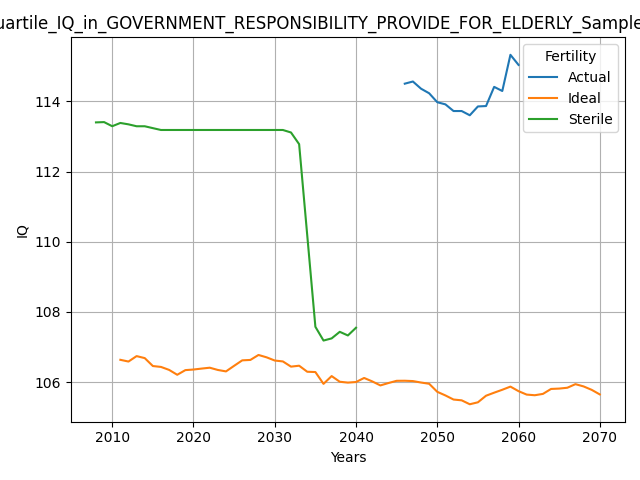 uartile_IQ_in_GOVERNMENT_RESPONSIBILITY_PROVIDE_FOR_ELDERLY_Sample
Fertility
Actual
Ideal
Sterile
114
112
110
108
106
IQ
2010 2020 2030 2040 2050 2060 2070
Years